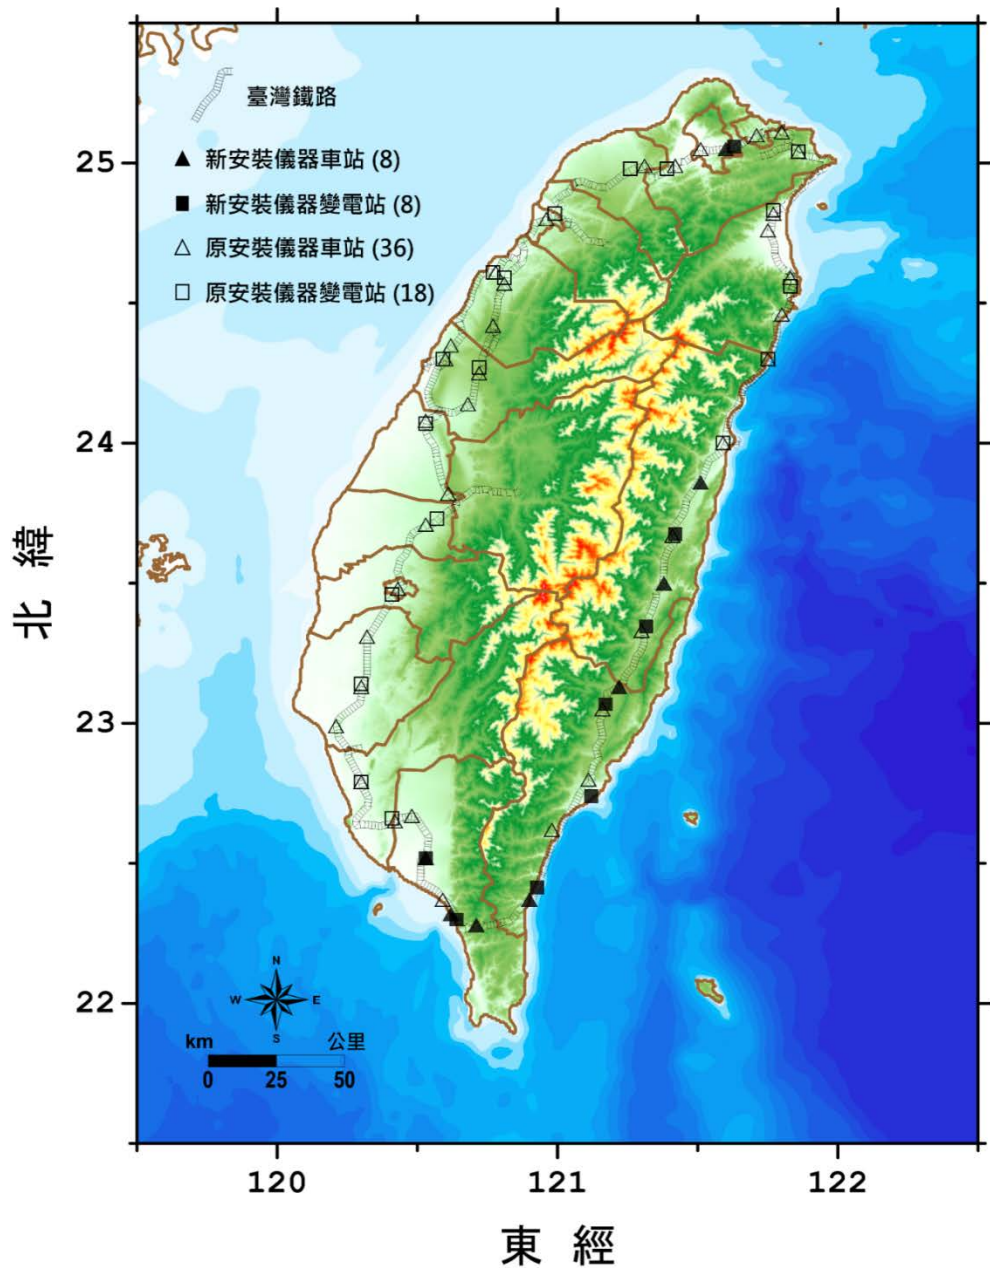 臺灣鐵路
新安裝儀器車站 (8)
新安裝儀器變電站 (8)
原安裝儀器車站 (36)
原安裝儀器變電站 (18)
25
24
23
22
北緯
N
W E
S
km 公里
0 25 50
120 121 122
東經